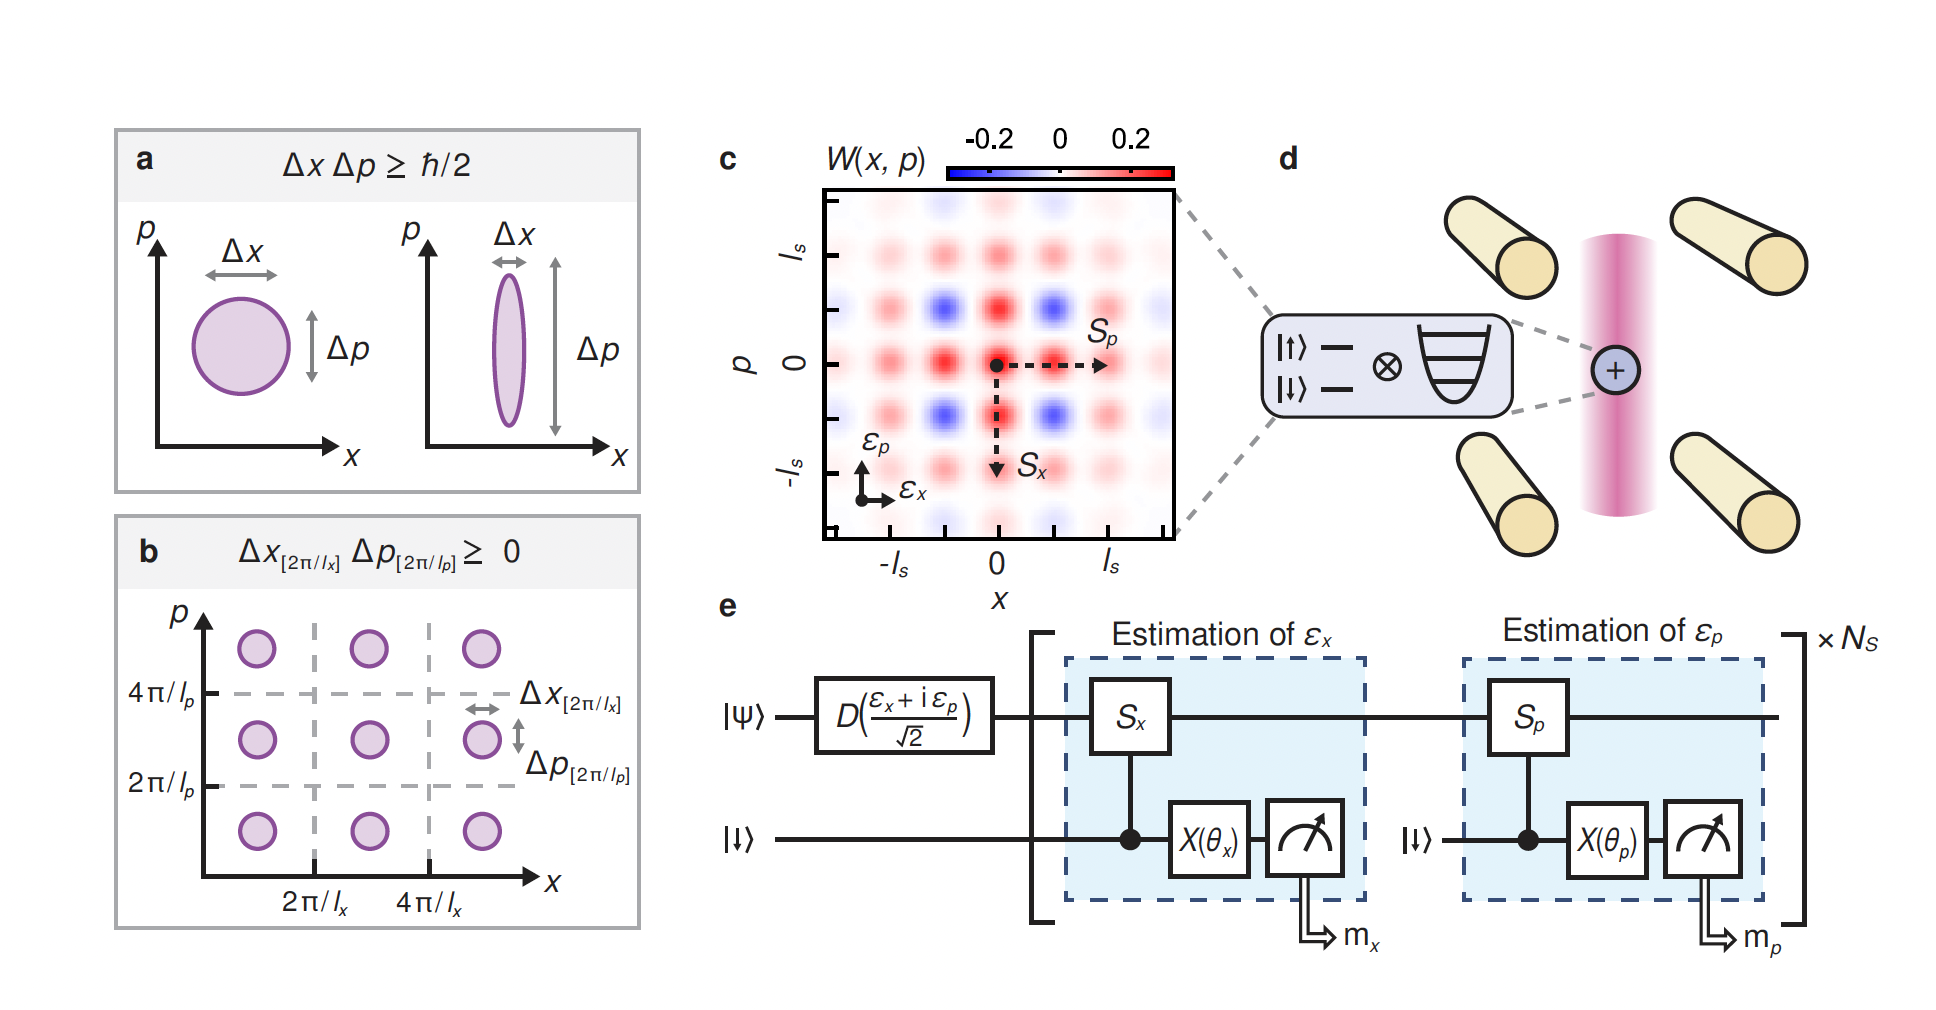 a
Δx Δp ≥ ħ/2
p
Δx
Δp
x
p
Δx
Δp
x
b
Δx[2π/lx] Δp[2π/lp] ≥ 0
p
4π/lp
2π/lp
Δx[2π/lx]
Δp[2π/lp]
2π/lx 4π/lx
x
c
W(x, p)
-0.2 0 0.2
ls
p 0
-ls
Sp
Sx
εp
εx
-ls 0 ls
x
d
|↑⟩
⊗
|↓⟩
+
e
Estimation of εx
Estimation of εp
× NS
|ψ⟩
D(εx + i εp / √2)
Sx
Sp
|↓⟩
X(θx)
|↓⟩
X(θp)
mx
mp